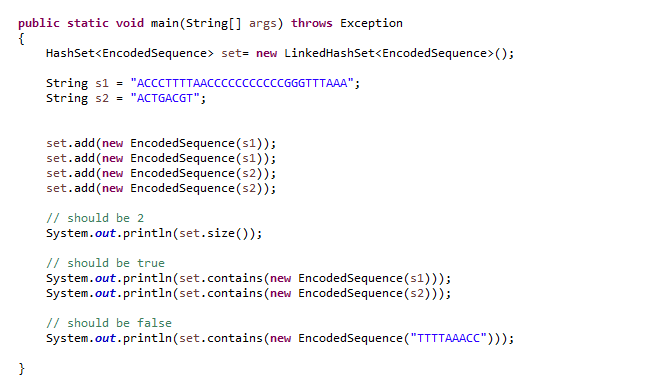 public static void main(String[] args) throws Exception
{
HashSet<EncodedSequence> set= new LinkedHashSet<EncodedSequence>();
String s1 = "ACCCTTTTAACCCCCCCCCCCGGGTTTAAA";
String s2 = "ACTGACGT";
set.add(new EncodedSequence(s1));
set.add(new EncodedSequence(s1));
set.add(new EncodedSequence(s2));
set.add(new EncodedSequence(s2));
// should be 2
System.out.println(set.size());
// should be true
System.out.println(set.contains(new EncodedSequence(s1)));
System.out.println(set.contains(new EncodedSequence(s2)));
// should be false
System.out.println(set.contains(new EncodedSequence("TTTTAAACC")));
}